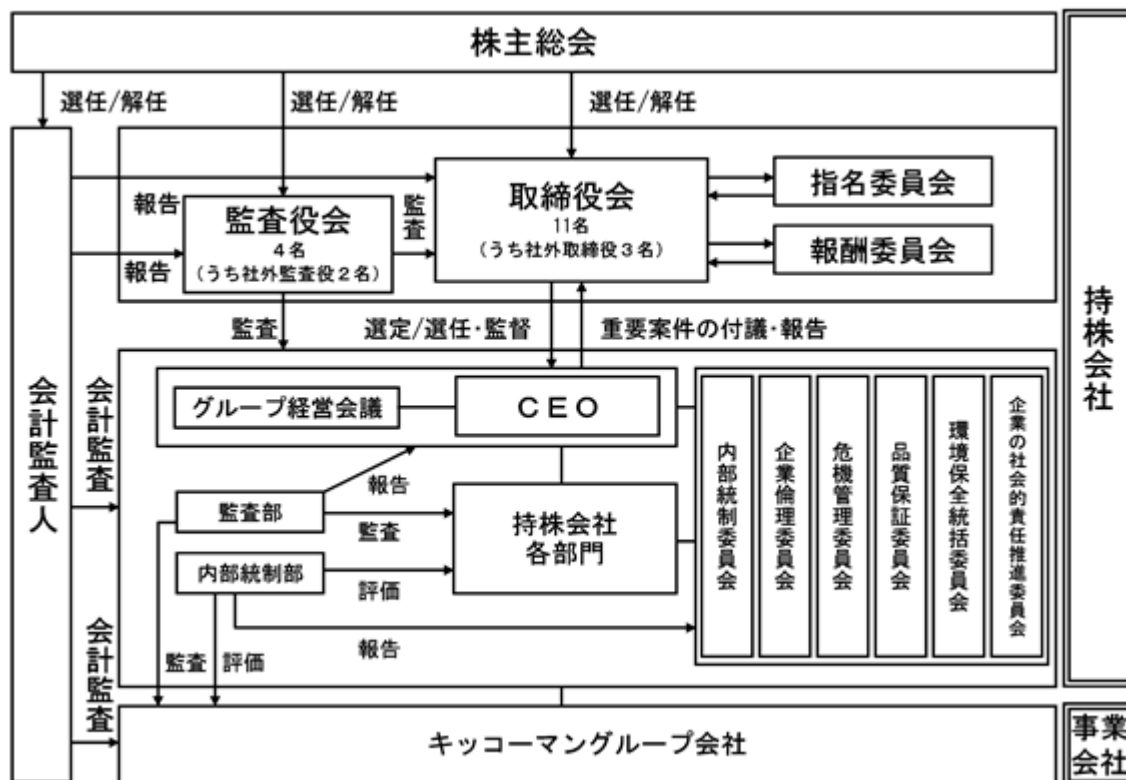 株主総会
選任/解任
選任/解任
選任/解任
持株会社
会計監査人
報告
報告
監査役会
4名
(うち社外監査役2名)
監査
取締役会
11名
(うち社外取締役3名)
指名委員会
報酬委員会
監査
選定/選任・監督
重要案件の付議・報告
会計監査
グループ経営会議
CEO
報告
監査部
監査
持株会社
各部門
内部統制部
評価
報告
内部統制委員会
企業倫理委員会
危機管理委員会
品質保証委員会
環境保全統括委員会
企業の社会的責任推進委員会
会計監査
監査
評価
キッコーマングループ会社
事業
会社